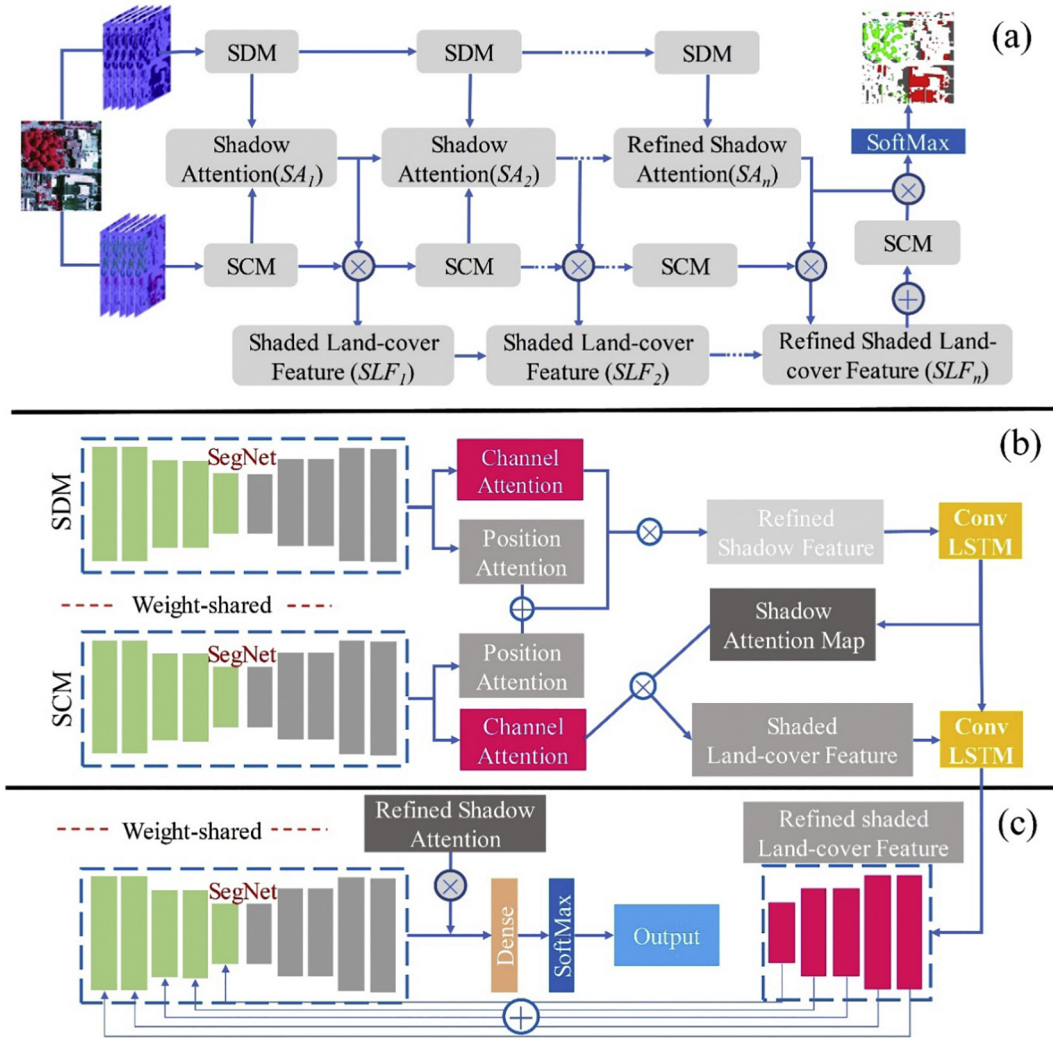 (a)
SDM
SDM
SDM
Shadow
Attention(SA1)
Shadow
Attention(SA2)
Refined Shadow
Attention(SAn)
SoftMax
SCM
SCM
SCM
SCM
Shaded Land-cover
Feature (SLF1)
Shaded Land-cover
Feature (SLF2)
Refined Shaded Land-
cover Feature (SLFn)
(b)
SDM
SegNet
Channel
Attention
Position
Attention
Refined
Shadow Feature
Conv
LSTM
Weight-shared
Shadow
Attention Map
SCM
SegNet
Position
Attention
Channel
Attention
Shaded
Land-cover Feature
Conv
LSTM
(c)
Weight-shared
Refined Shadow
Attention
Refined shaded
Land-cover Feature
SegNet
Dense
SoftMax
Output